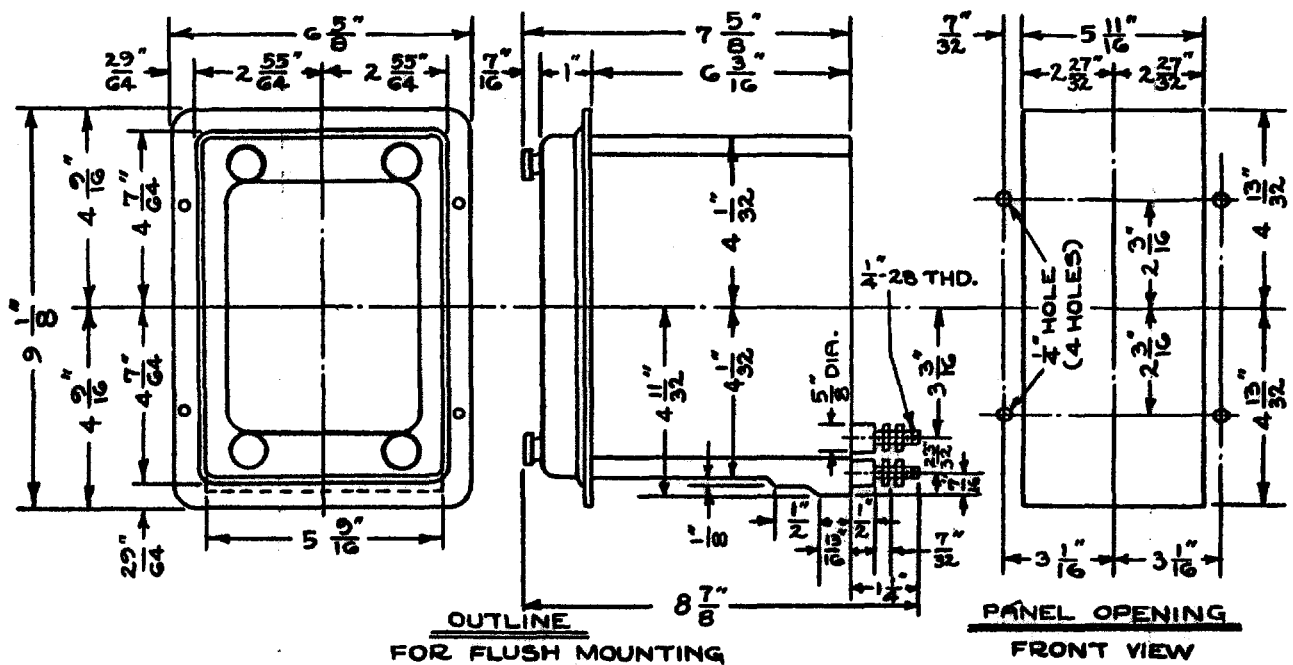 6 5/8"
29/64"
2 55/64" 2 55/64"
7/16"
9 1/8"
4 9/16"
4 9/16"
4 7/64"
4 7/64"
29/64"
5 9/16"
7 5/8"
1"
6 3/16"
4 1/32"
4 1/32"
4 11/32"
1/4"-28 THD.
5/8" DIA.
3 3/16"
7/16"
1/8"
1/2"
1/2"
7/32"
1 1/4"
8 7/8"
OUTLINE
FOR FLUSH MOUNTING
7/32"
5 11/16"
2 27/32" 2 27/32"
4 13/32"
4 13/32"
2 3/16"
2 3/16"
1/4" HOLE
(4 HOLES)
3 1/16" 3 1/16"
PANEL OPENING
FRONT VIEW